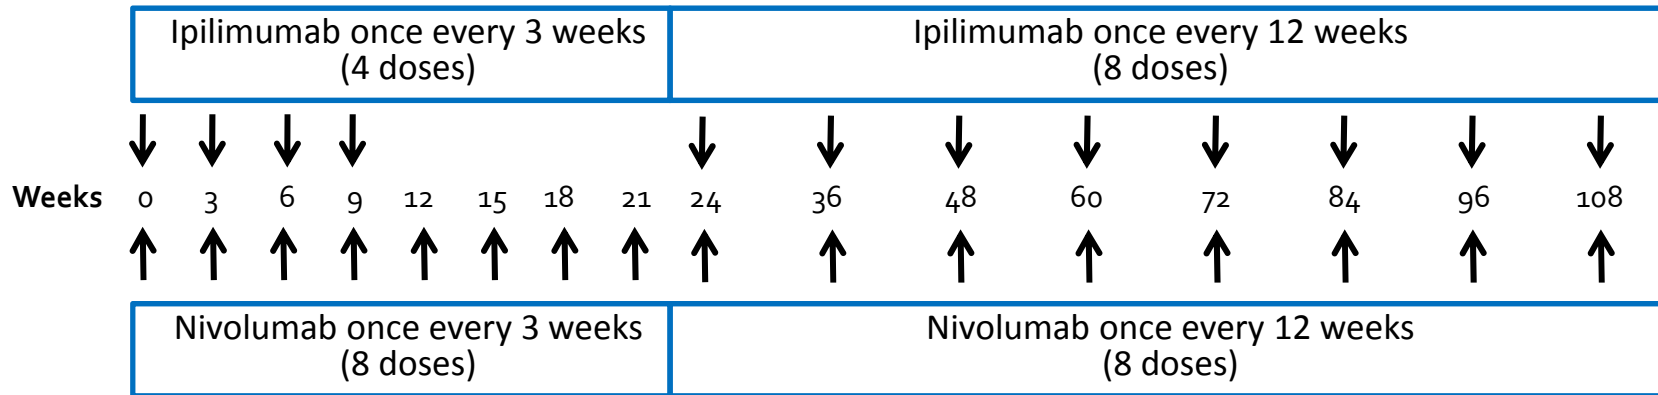 Ipilimumab once every 3 weeks
(4 doses)
Ipilimumab once every 12 weeks
(8 doses)
Weeks 0 3 6 9 12 15 18 21 24 36 48 60 72 84 96 108
Nivolumab once every 3 weeks
(8 doses)
Nivolumab once every 12 weeks
(8 doses)